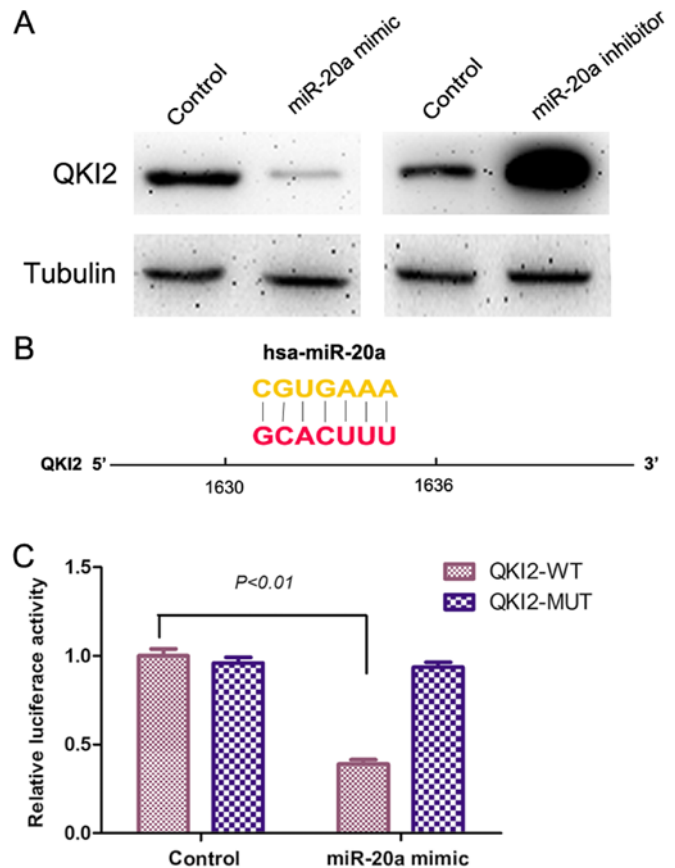 A
Control
miR-20a mimic
Control
miR-20a inhibitor
QKI2
Tubulin
B
hsa-miR-20a
CGUGAAA
GCACUUU
QKI2 5’ 3’
1630 1636
C
Relative luciferace activity
1.5
1.0
0.5
0.0
P<0.01
QKI2-WT
QKI2-MUT
Control miR-20a mimic